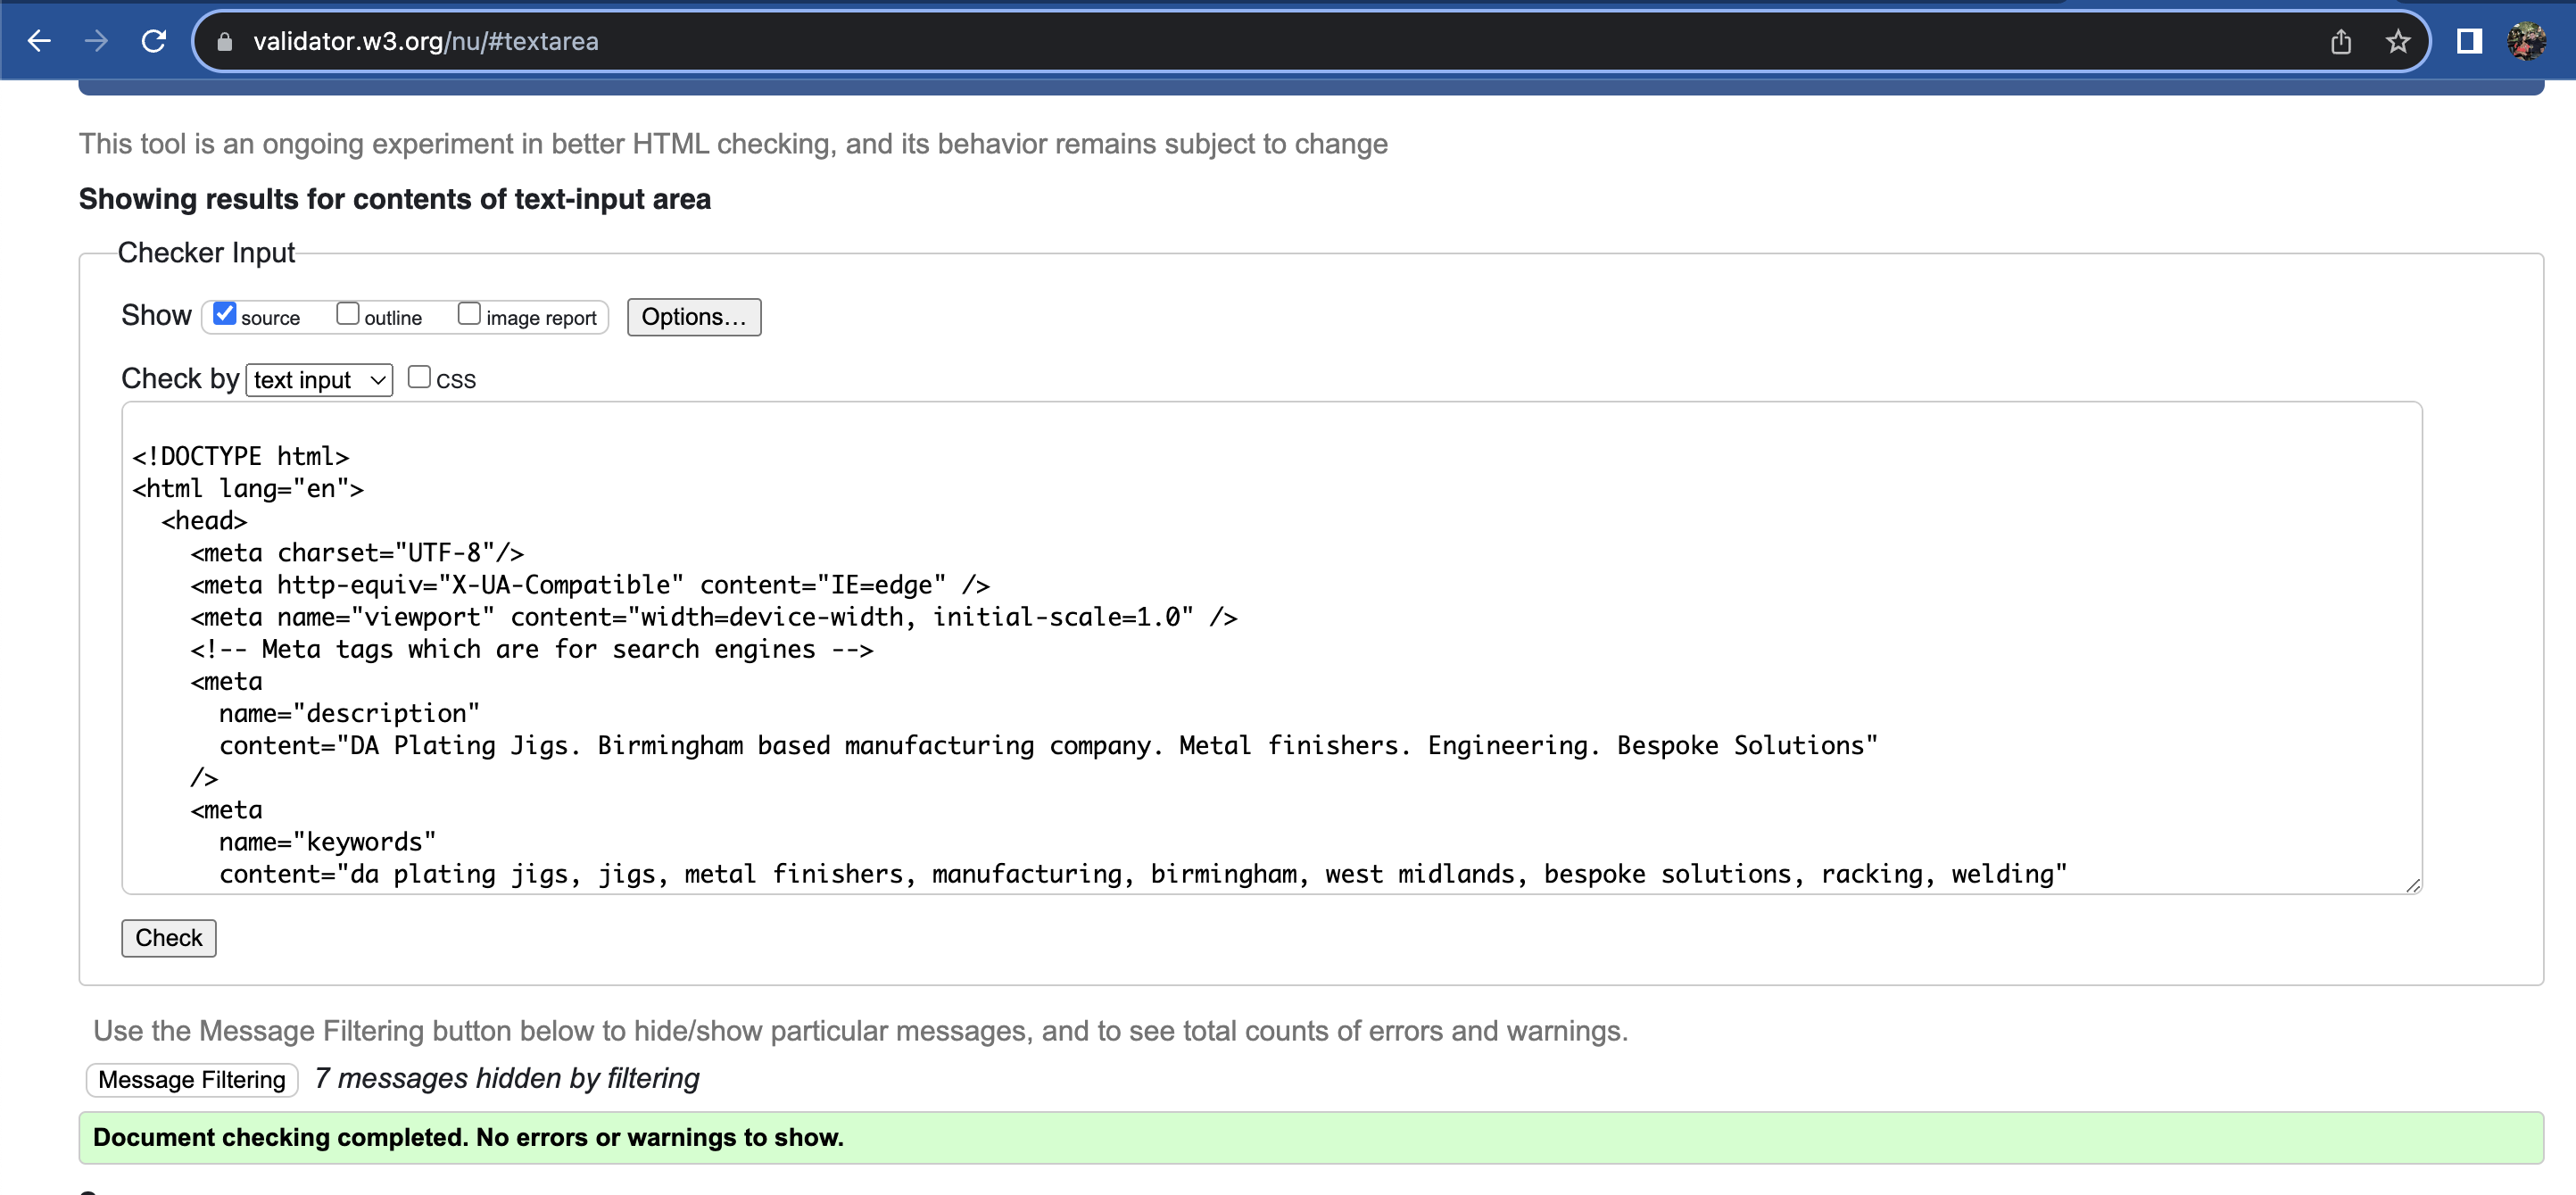 validator.w3.org/nu/#textarea
This tool is an ongoing experiment in better HTML checking, and its behavior remains subject to change
Showing results for contents of text-input area
Checker Input
Show source outline image report Options...
Check by text input CSS
<!DOCTYPE html>
<html lang="en">
<head>
<meta charset="UTF-8"/>
<meta http-equiv="X-UA-Compatible" content="IE=edge" />
<meta name="viewport" content="width=device-width, initial-scale=1.0" />
<!-- Meta tags which are for search engines -->
<meta
name="description"
content="DA Plating Jigs. Birmingham based manufacturing company. Metal finishers. Engineering. Bespoke Solutions"
/>
<meta
name="keywords"
content="da plating jigs, jigs, metal finishers, manufacturing, birmingham, west midlands, bespoke solutions, racking, welding"
Check
Use the Message Filtering button below to hide/show particular messages, and to see total counts of errors and warnings.
Message Filtering 7 messages hidden by filtering
Document checking completed. No errors or warnings to show.